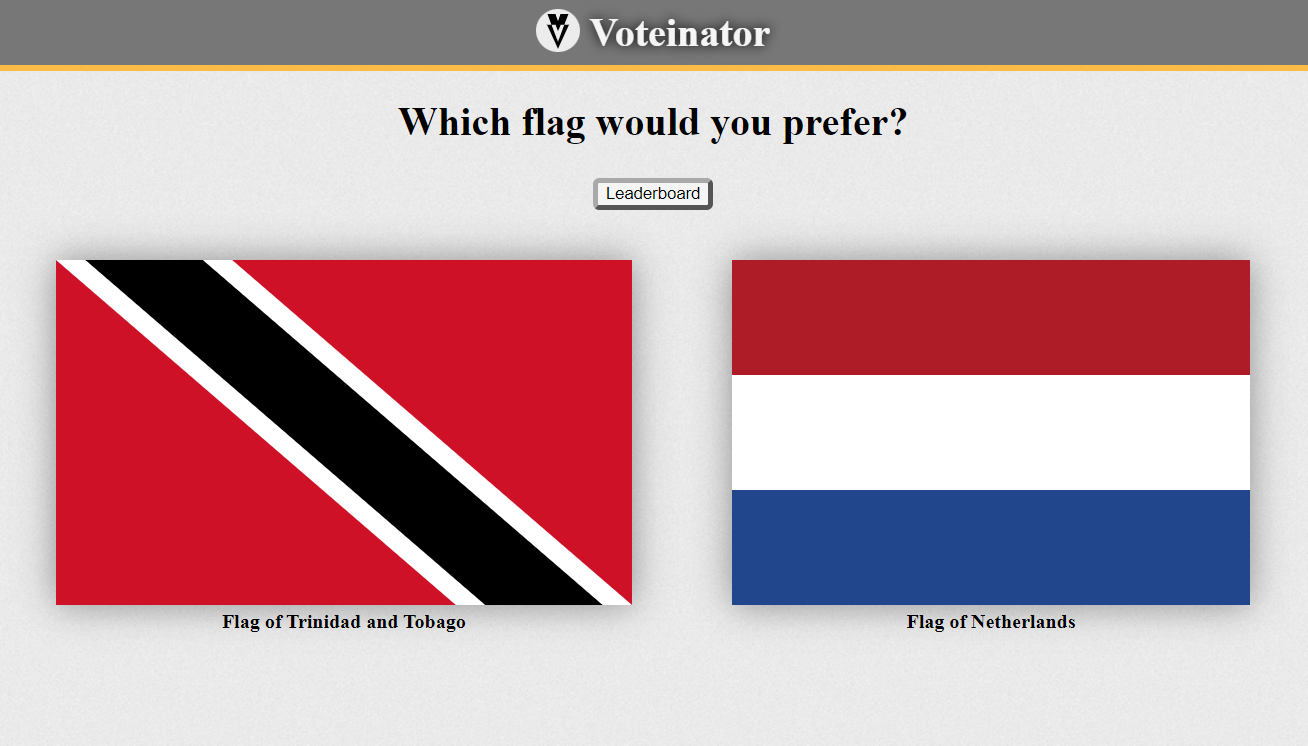 Voteinator
Which flag would you prefer?
Leaderboard
Flag of Trinidad and Tobago
Flag of Netherlands